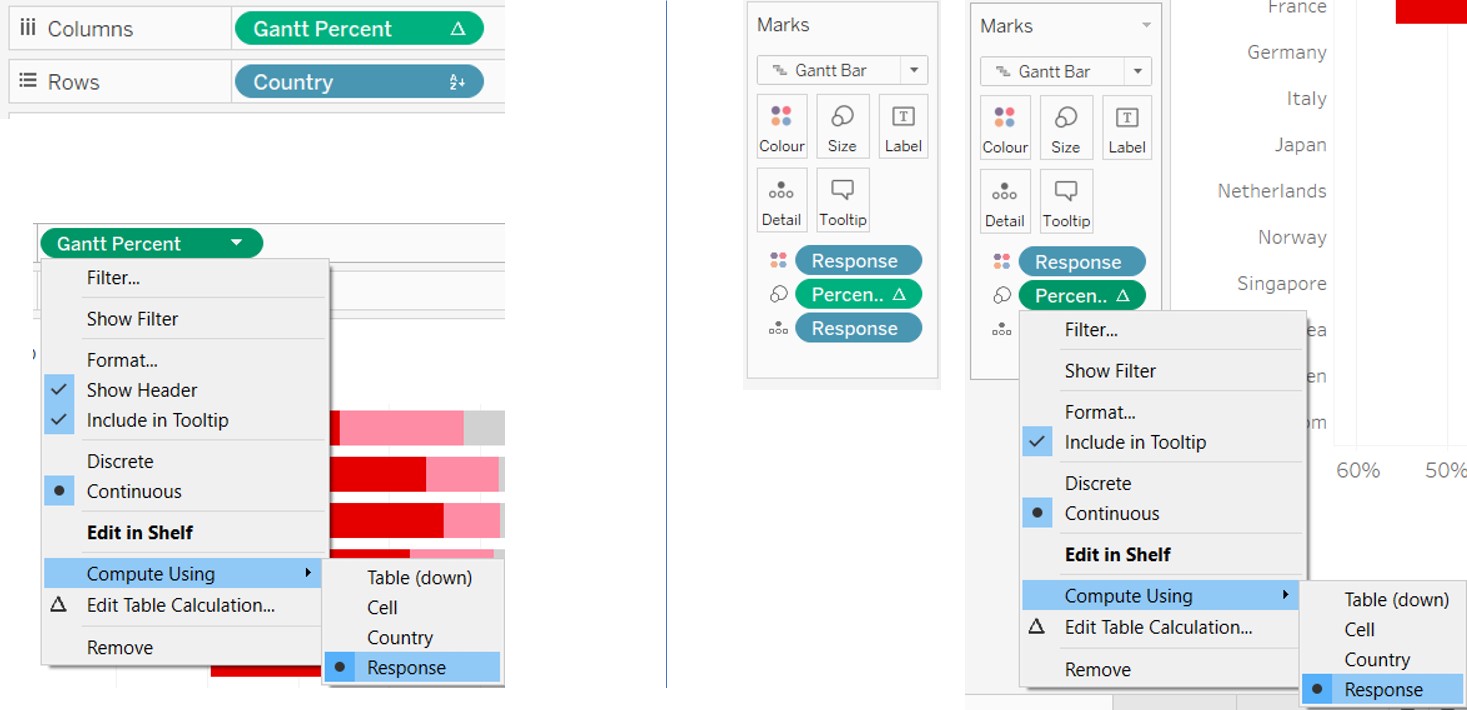 Columns
Gantt Percent
Rows
Country
Gantt Percent
Filter...
Show Filter
Format...
Show Header
Include in Tooltip
Discrete
Continuous
Edit in Shelf
Compute Using
Edit Table Calculation...
Remove
Table (down)
Cell
Country
Response
Marks
Gantt Bar
Colour
Size
Label
Detail
Tooltip
Response
Percen..
Response
Marks
Gantt Bar
Colour
Size
Label
Detail
Tooltip
Response
Percen..
Filter...
Show Filter
Format...
Include in Tooltip
Discrete
Continuous
Edit in Shelf
Compute Using
Edit Table Calculation...
Remove
Table (down)
Cell
Country
Response
France
Germany
Italy
Japan
Netherlands
Norway
Singapore
ea
en
om
60%
50%